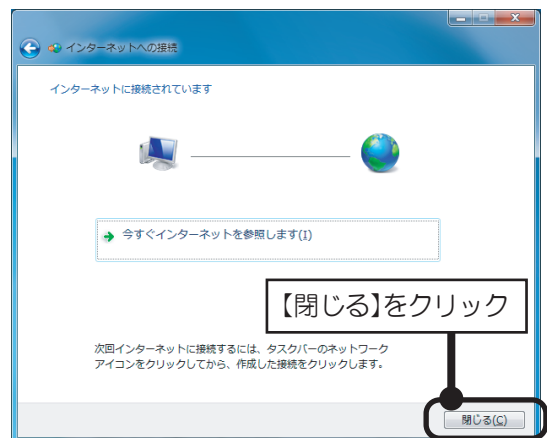 インターネットへの接続
インターネットに接続されています
今すぐインターネットを参照します(I)
【閉じる】をクリック
次回インターネットに接続するには、タスクバーのネットワーク
アイコンをクリックしてから、作成した接続をクリックします。
閉じる(C)